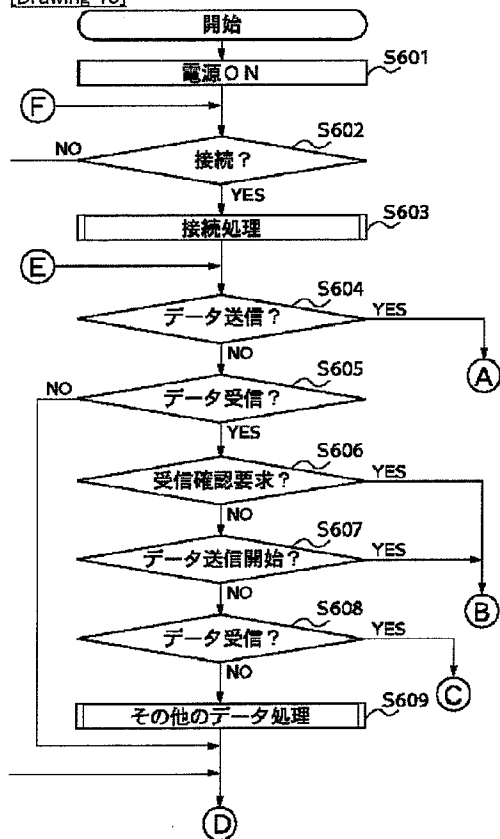 [Drawing 10]
開始
電源ON
S601
F
S602
NO
接続?
YES
S603
接続処理
E
S604
データ送信?
YES
A
NO
S605
NO
データ受信?
YES
S606
受信確認要求?
YES
NO
S607
データ送信開始?
YES
B
NO
S608
データ受信?
YES
C
NO
S609
その他のデータ処理
D